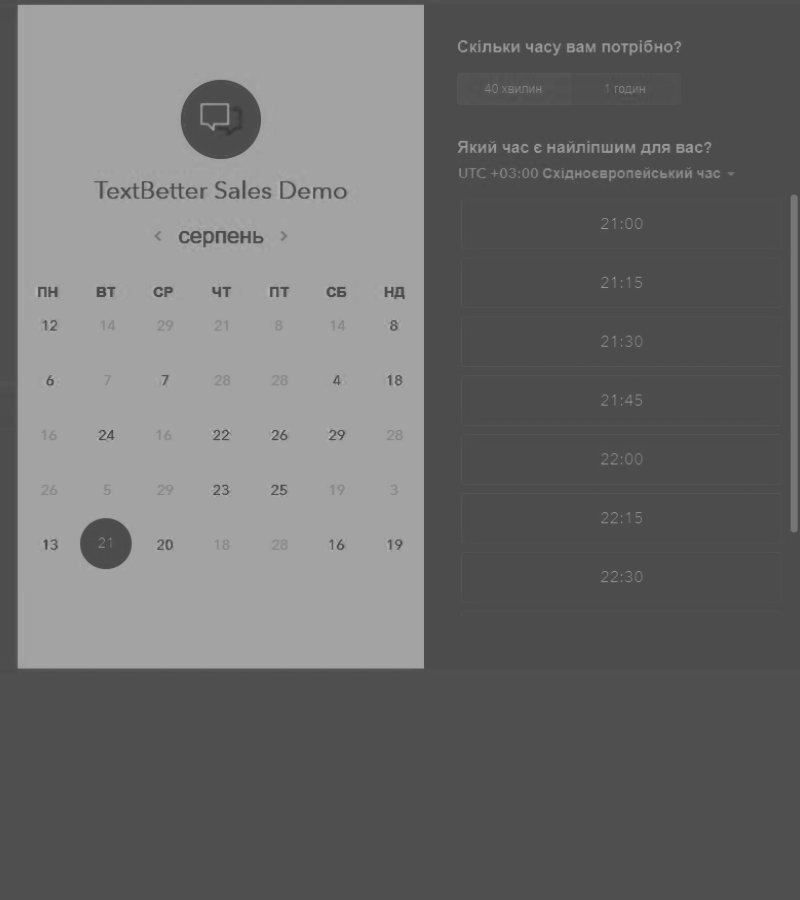 TextBetter Sales Demo
серпень
ПН ВТ СР ЧТ ПТ СБ НД
12 14 29 21 8 14 8
6 7 7 28 28 4 18
16 24 16 22 26 29 28
26 5 29 23 25 19 3
13 21 20 18 28 16 19
Скільки часу вам потрібно?
40 хвилин 1 годин
Який час є найліпшим для вас?
UTC +03:00 Східноєвропейський час
21:00
21:15
21:30
21:45
22:00
22:15
22:30